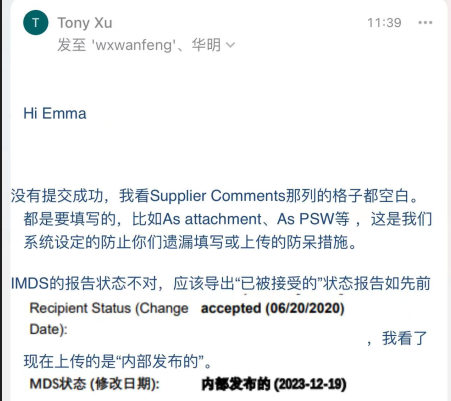 T
Tony Xu
11:39
发至 'wxwanfeng'、华明
Hi Emma
没有提交成功，我看Supplier Comments那列的格子都空白。
都是要填写的，比如As attachment、As PSW等 ，这是我们
系统设定的防止你们遗漏填写或上传的防呆措施。
IMDS的报告状态不对，应该导出“已被接受的”状态报告如先前
Recipient Status (Change accepted (06/20/2020)
Date):
，我看了
现在上传的是“内部发布的”。
MDS状态 (修改日期): 内部发布的 (2023-12-19)